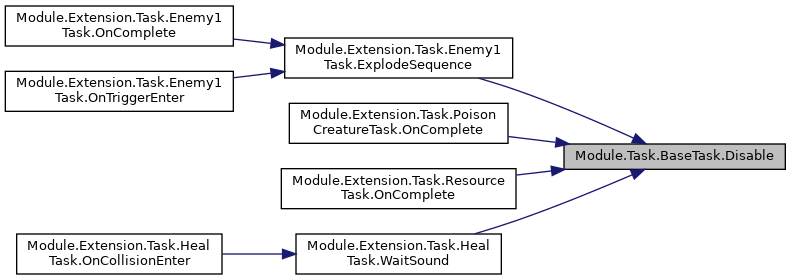 Module.Extension.Task.Enemy1
Task.OnComplete
Module.Extension.Task.Enemy1
Task.OnTriggerEnter
Module.Extension.Task.Enemy1
Task.ExplodeSequence
Module.Extension.Task.Poison
CreatureTask.OnComplete
Module.Task.BaseTask.Disable
Module.Extension.Task.Resource
Task.OnComplete
Module.Extension.Task.Heal
Task.OnCollisionEnter
Module.Extension.Task.Heal
Task.WaitSound